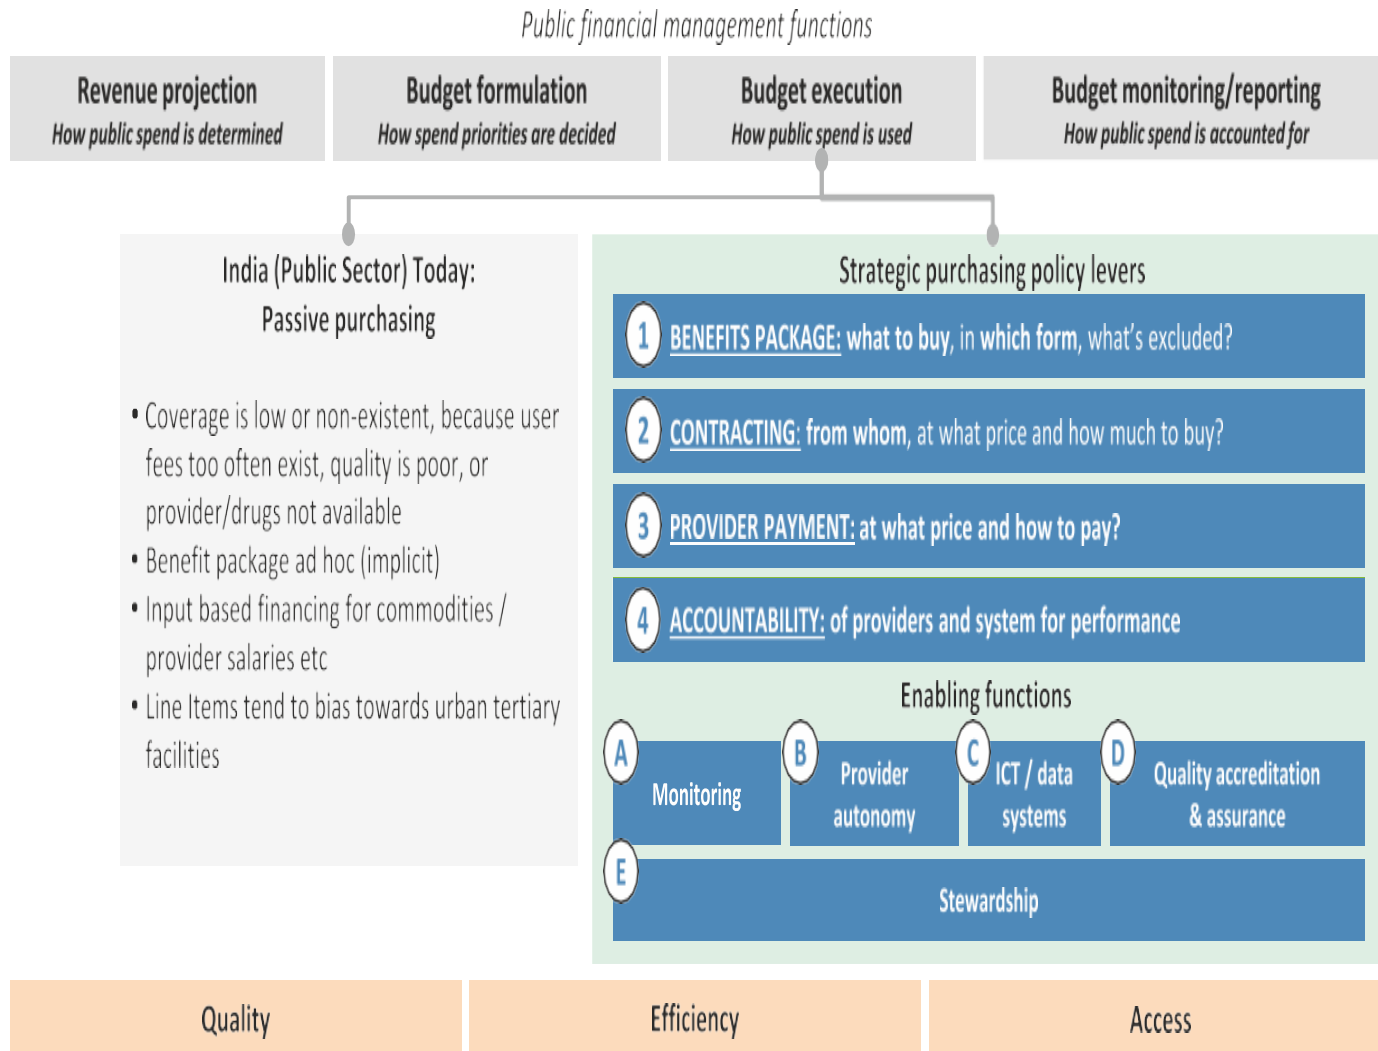 Public financial management functions
Revenue projection
How public spend is determined
Budget formulation
How spend priorities are decided
Budget execution
How public spend is used
Budget monitoring/reporting
How public spend is accounted for
India (Public Sector) Today:
Passive purchasing
• Coverage is low or non-existent, because user
fees too often exist, quality is poor, or
provider/drugs not available
• Benefit package ad hoc (implicit)
• Input based financing for commodities /
provider salaries etc
• Line Items tend to bias towards urban tertiary
facilities
Strategic purchasing policy levers
1 BENEFITS PACKAGE: what to buy, in which form, what's excluded?
2 CONTRACTING: from whom, at what price and how much to buy?
3 PROVIDER PAYMENT: at what price and how to pay?
4 ACCOUNTABILITY: of providers and system for performance
Enabling functions
A
Monitoring
B
Provider
autonomy
C
ICT / data
systems
D
Quality accreditation
& assurance
E
Stewardship
Quality
Efficiency
Access